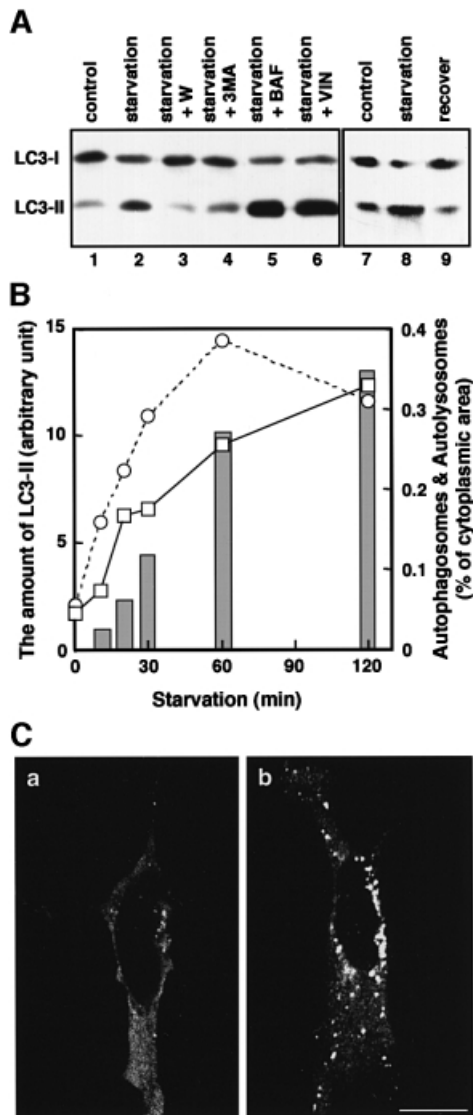 A
control
starvation
starvation + W
starvation + 3MA
starvation + BAF
starvation + VIN
control
starvation
recover
LC3-I
LC3-II
1 2 3 4 5 6 7 8 9
B
The amount of LC3-II (arbitrary unit)
15
10
5
0
0.4
0.3
0.2
0.1
0
Autophagosomes & Autolysosomes
(% of cytoplasmic area)
0 30 60 90 120
Starvation (min)
C
a
b